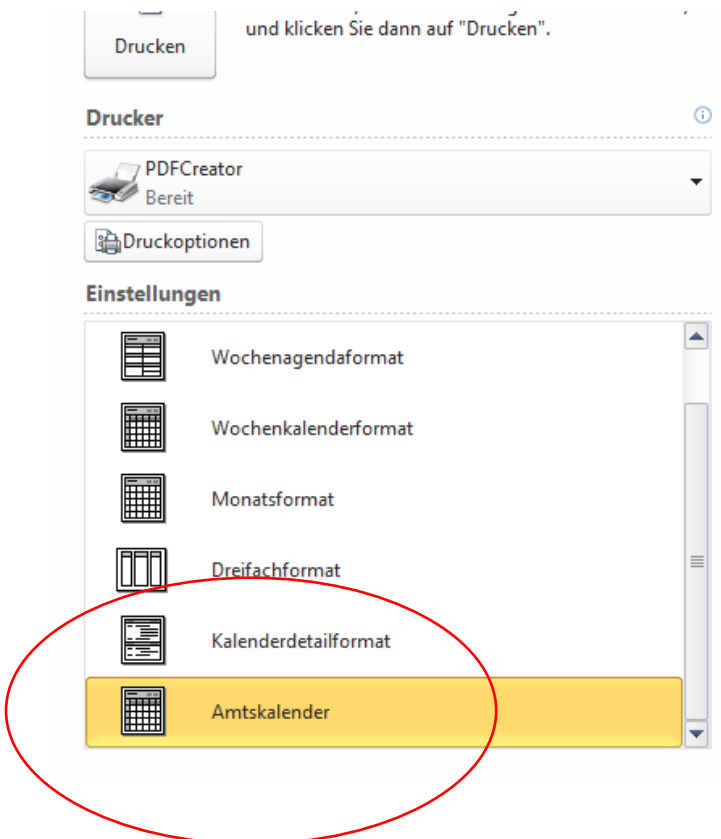 und klicken Sie dann auf "Drucken".
Drucken
Drucker
PDFCreator
Bereit
Druckoptionen
Einstellungen
Wochenagendaformat
Wochenkalenderformat
Monatsformat
Dreifachformat
Kalenderdetailformat
Amtskalender